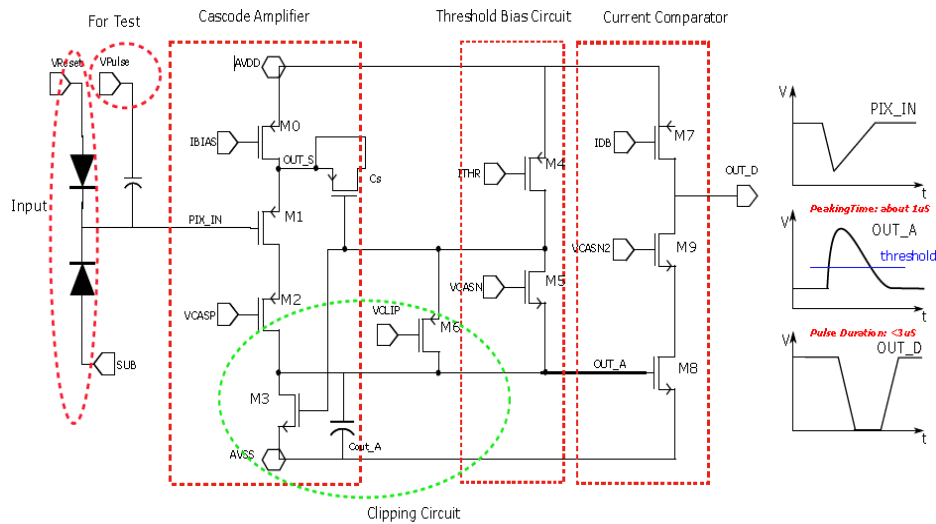 For Test
Cascode Amplifier
Threshold Bias Circuit
Current Comparator
VReset
VPulse
AVDD
M0
IBIAS
OUT_S
Cs
M4
ITHR
M7
IDB
OUT_D
V
PIX_IN
t
Input
PIX_IN
M1
VCASP
M2
VCLIP
M6
VCASN
M5
VCASN2
M9
PeakingTime: about 1uS
V
OUT_A
threshold
t
SUB
M3
Cout_A
AVSS
OUT_A
M8
Pulse Duration: <3uS
V
OUT_D
t
Clipping Circuit